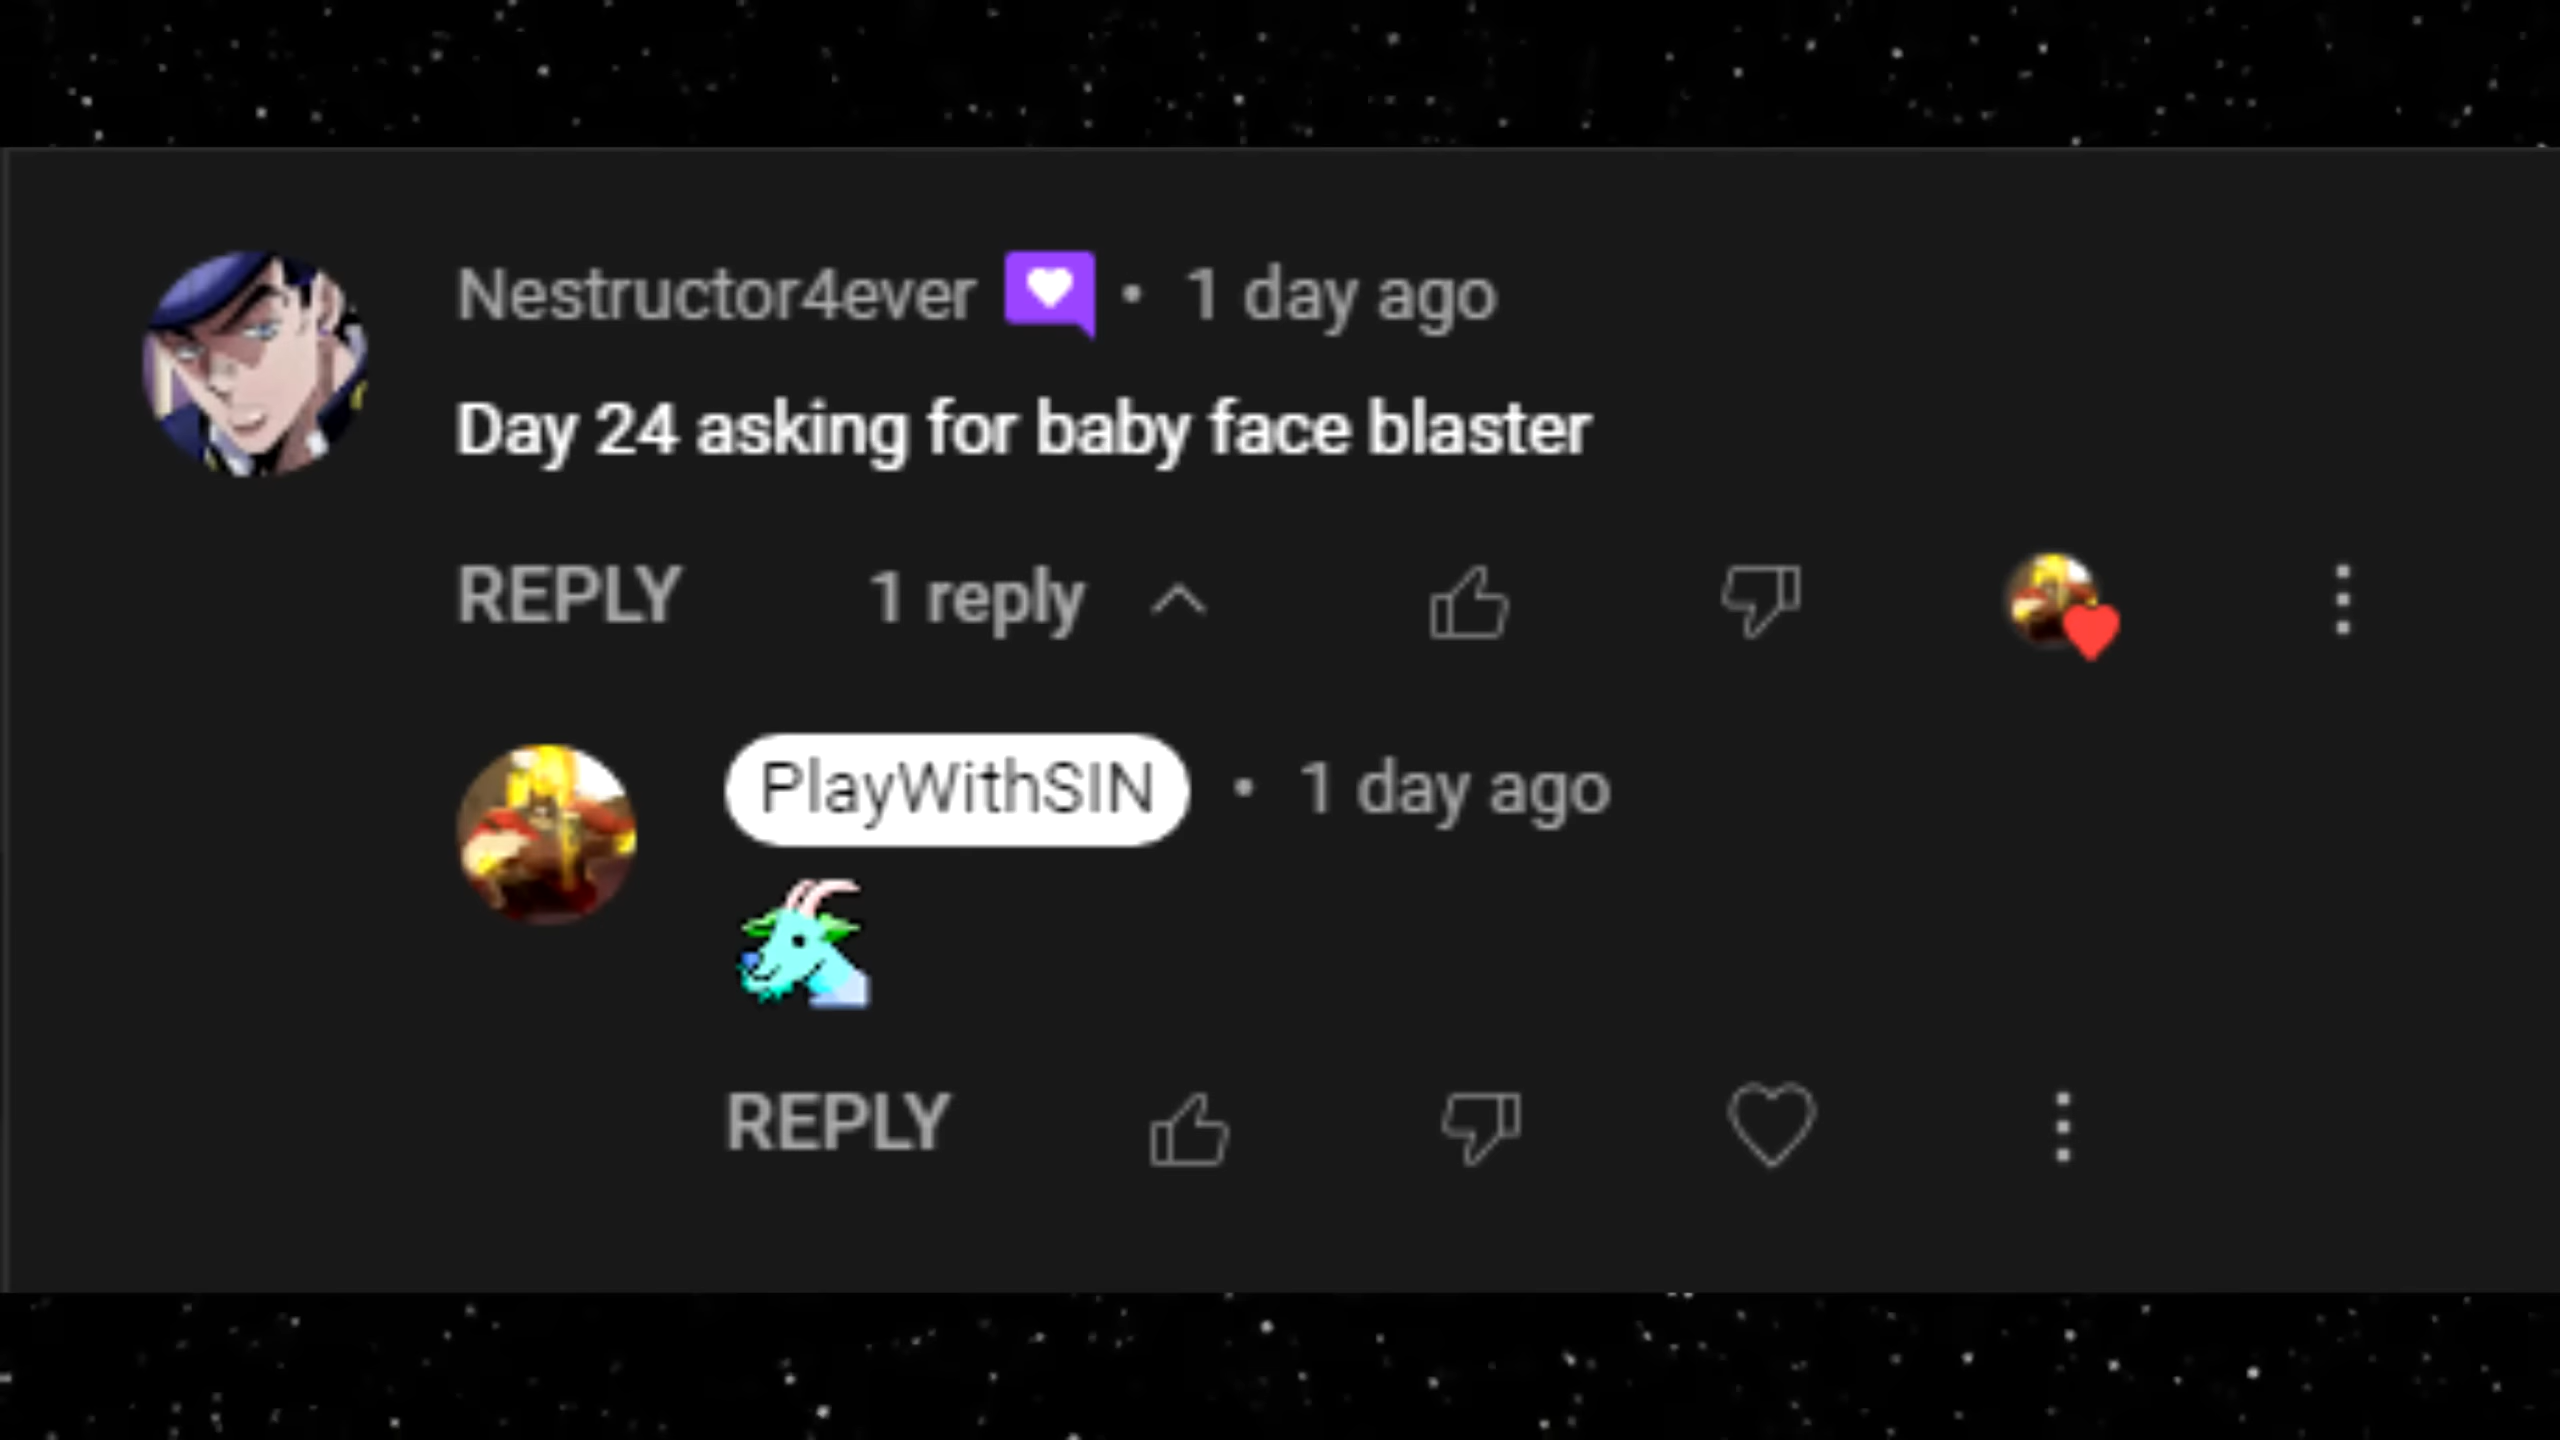 Nestructor4ever • 1 day ago
Day 24 asking for baby face blaster
REPLY 1 reply
PlayWithSIN • 1 day ago
REPLY